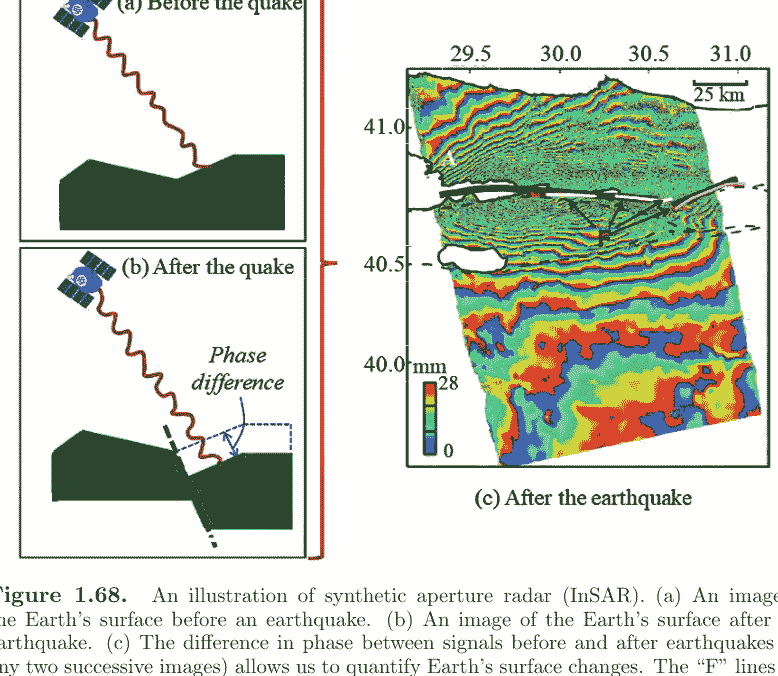 (a) Before the quake
(b) After the quake
Phase
difference
29.5 30.0 30.5 31.0
25 km
41.0
A
F
40.5
40.0
mm
28
0
(c) After the earthquake
Figure 1.68. An illustration of synthetic aperture radar (InSAR). (a) An image
the Earth's surface before an earthquake. (b) An image of the Earth's surface after
earthquake. (c) The difference in phase between signals before and after earthquakes
any two successive images) allows us to quantify Earth's surface changes. The "F" lines